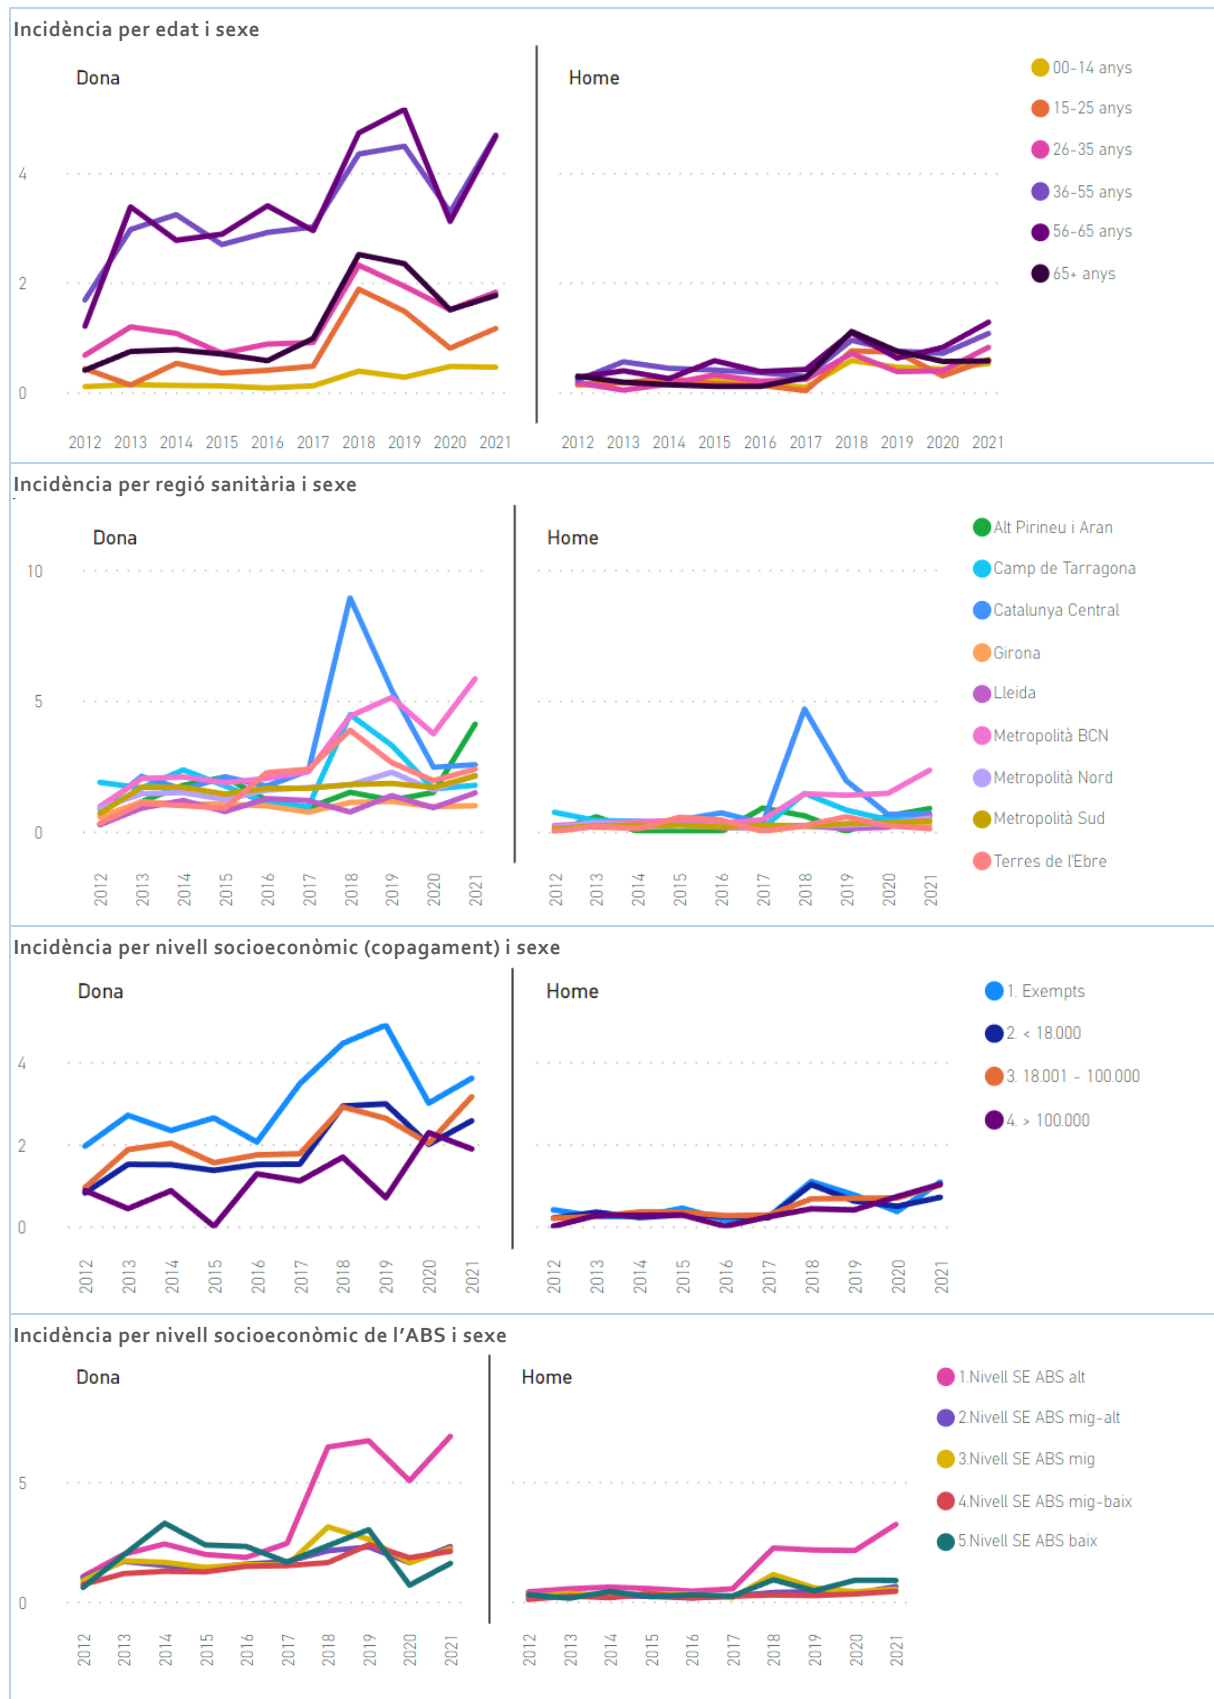 Incidència per edat i sexe
Dona
Home
00-14 anys
15-25 anys
26-35 anys
36-55 anys
56-65 anys
65+ anys
4
2
0
2012 2013 2014 2015 2016 2017 2018 2019 2020 2021
2012 2013 2014 2015 2016 2017 2018 2019 2020 2021
Incidència per regió sanitària i sexe
Dona
Home
Alt Pirineu i Aran
Camp de Tarragona
Catalunya Central
Girona
Lleida
Metropolità BCN
Metropolità Nord
Metropolità Sud
Terres de l'Ebre
10
5
0
2012 2013 2014 2015 2016 2017 2018 2019 2020 2021
2012 2013 2014 2015 2016 2017 2018 2019 2020 2021
Incidència per nivell socioeconòmic (copagament) i sexe
Dona
Home
1. Exempts
2. < 18.000
3. 18.001 - 100.000
4. > 100.000
4
2
0
2012 2013 2014 2015 2016 2017 2018 2019 2020 2021
2012 2013 2014 2015 2016 2017 2018 2019 2020 2021
Incidència per nivell socioeconòmic de l'ABS i sexe
Dona
Home
1.Nivell SE ABS alt
2.Nivell SE ABS mig-alt
3.Nivell SE ABS mig
4.Nivell SE ABS mig-baix
5.Nivell SE ABS baix
5
0
2012 2013 2014 2015 2016 2017 2018 2019 2020 2021
2012 2013 2014 2015 2016 2017 2018 2019 2020 2021